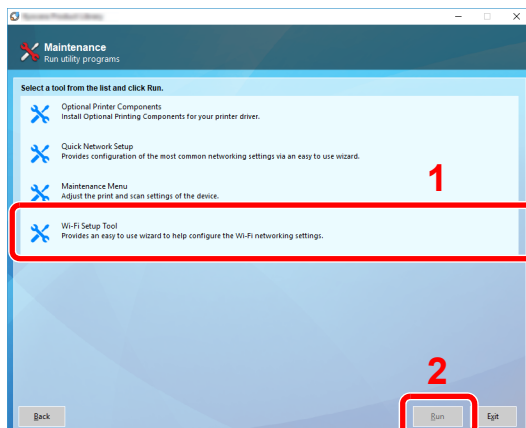 Maintenance
Run utility programs
Select a tool from the list and click Run.
Optional Printer Components
Install Optional Printing Components for your printer driver.
Quick Network Setup
Provides configuration of the most common networking settings via an easy to use wizard.
1
Maintenance Menu
Adjust the print and scan settings of the device.
Wi-Fi Setup Tool
Provides an easy to use wizard to help configure the Wi-Fi networking settings.
2
Back
Run
Exit